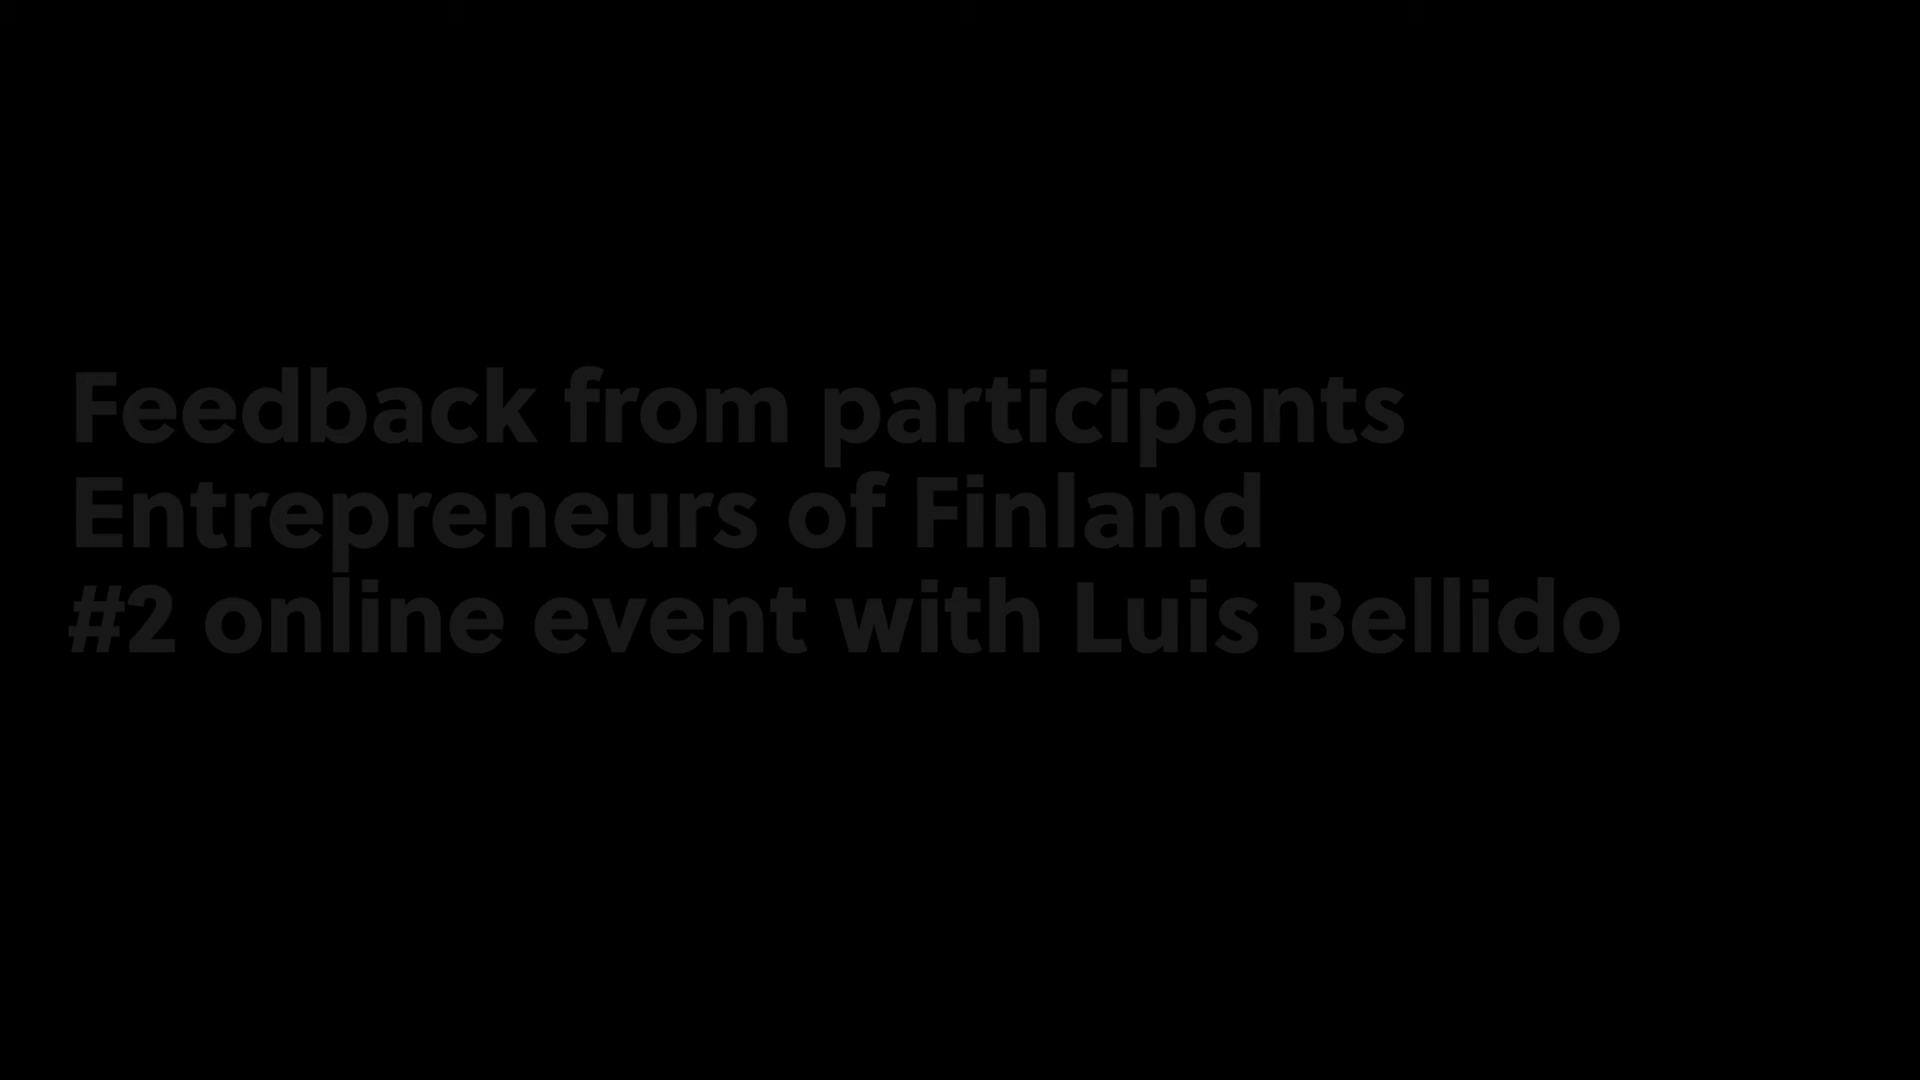 Feedback from participants
Entrepreneurs of Finland
#2 online event with Luis Bellido